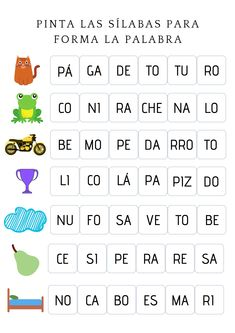 PINTA LAS SÍLABAS PARA
FORMA LA PALABRA
PÁ GA DE TO TU RO
CO NI RA CHE NA LO
BE MO PE DA RRO TO
LI CO LÁ PA PIZ DO
NU FO SA VE TO BE
CE SI PE RA RE SA
NO CA BO ES MA RI